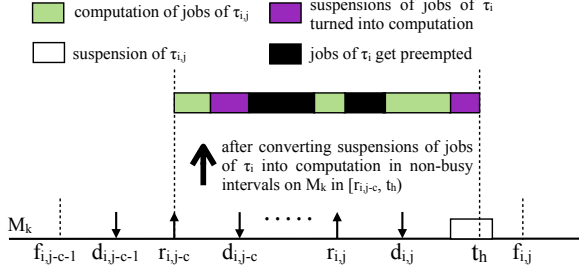 computation of jobs of τi,j
suspensions of jobs of τi
turned into computation
suspension of τi,j
jobs of τi get preempted
after converting suspensions of jobs
of τi into computation in non-busy
intervals on Mk in [ri,j-c, th)
Mk
fi,j-c-1 di,j-c-1 ri,j-c di,j-c ..... ri,j di,j th fi,j